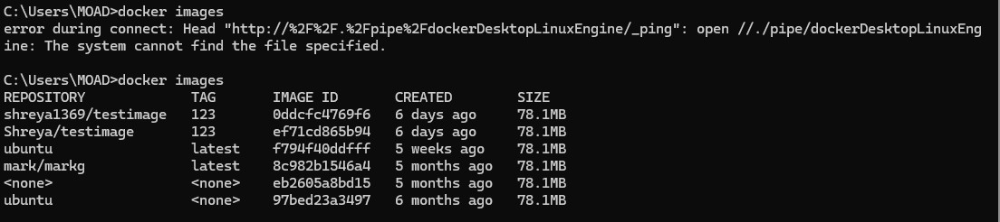 C:\Users\MOAD>docker images
error during connect: Head "http://%2F%2F.%2Fpipe%2FdockerDesktopLinuxEngine/_ping": open //./pipe/dockerDesktopLinuxEng
ine: The system cannot find the file specified.
C:\Users\MOAD>docker images
REPOSITORY TAG IMAGE ID CREATED SIZE
shreya1369/testimage 123 0ddcfc4769f6 6 days ago 78.1MB
Shreya/testimage 123 ef71cd865b94 6 days ago 78.1MB
ubuntu latest f794f40ddfff 5 weeks ago 78.1MB
mark/markg latest 8c982b1546a4 5 months ago 78.1MB
<none> <none> eb2605a8bd15 5 months ago 78.1MB
ubuntu <none> 97bed23a3497 6 months ago 78.1MB